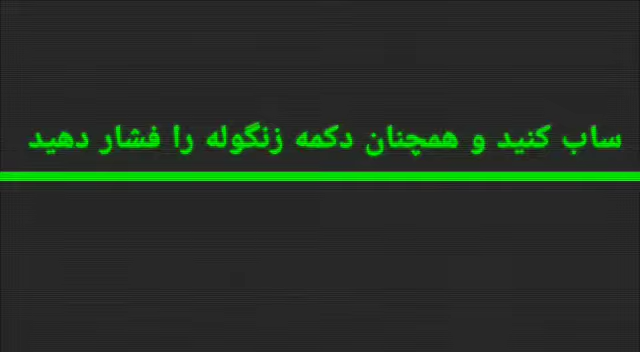 ساب کنید و همچنان دکمه زنگوله را فشار دهید